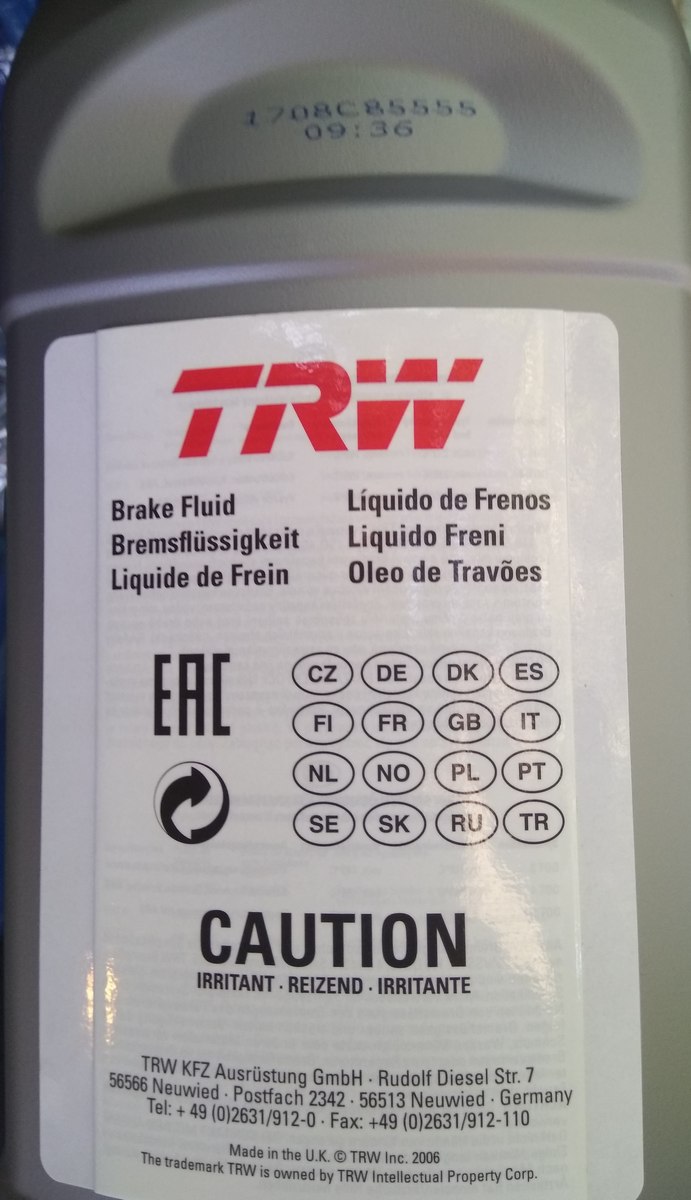 1708C85555
09:36
TRW
Brake Fluid
Bremsflüssigkeit
Liquide de Frein
Líquido de Frenos
Liquido Freni
Oleo de Travões
EAC
CZ DE DK ES
FI FR GB IT
NL NO PL PT
SE SK RU TR
CAUTION
IRRITANT · REIZEND · IRRITANTE
TRW KFZ Ausrüstung GmbH · Rudolf Diesel Str. 7
56566 Neuwied · Postfach 2342 · 56513 Neuwied · Germany
Tel: + 49 (0)2631/912-0 · Fax: +49 (0)2631/912-110
Made in the U.K. © TRW Inc. 2006
The trademark TRW is owned by TRW Intellectual Property Corp.